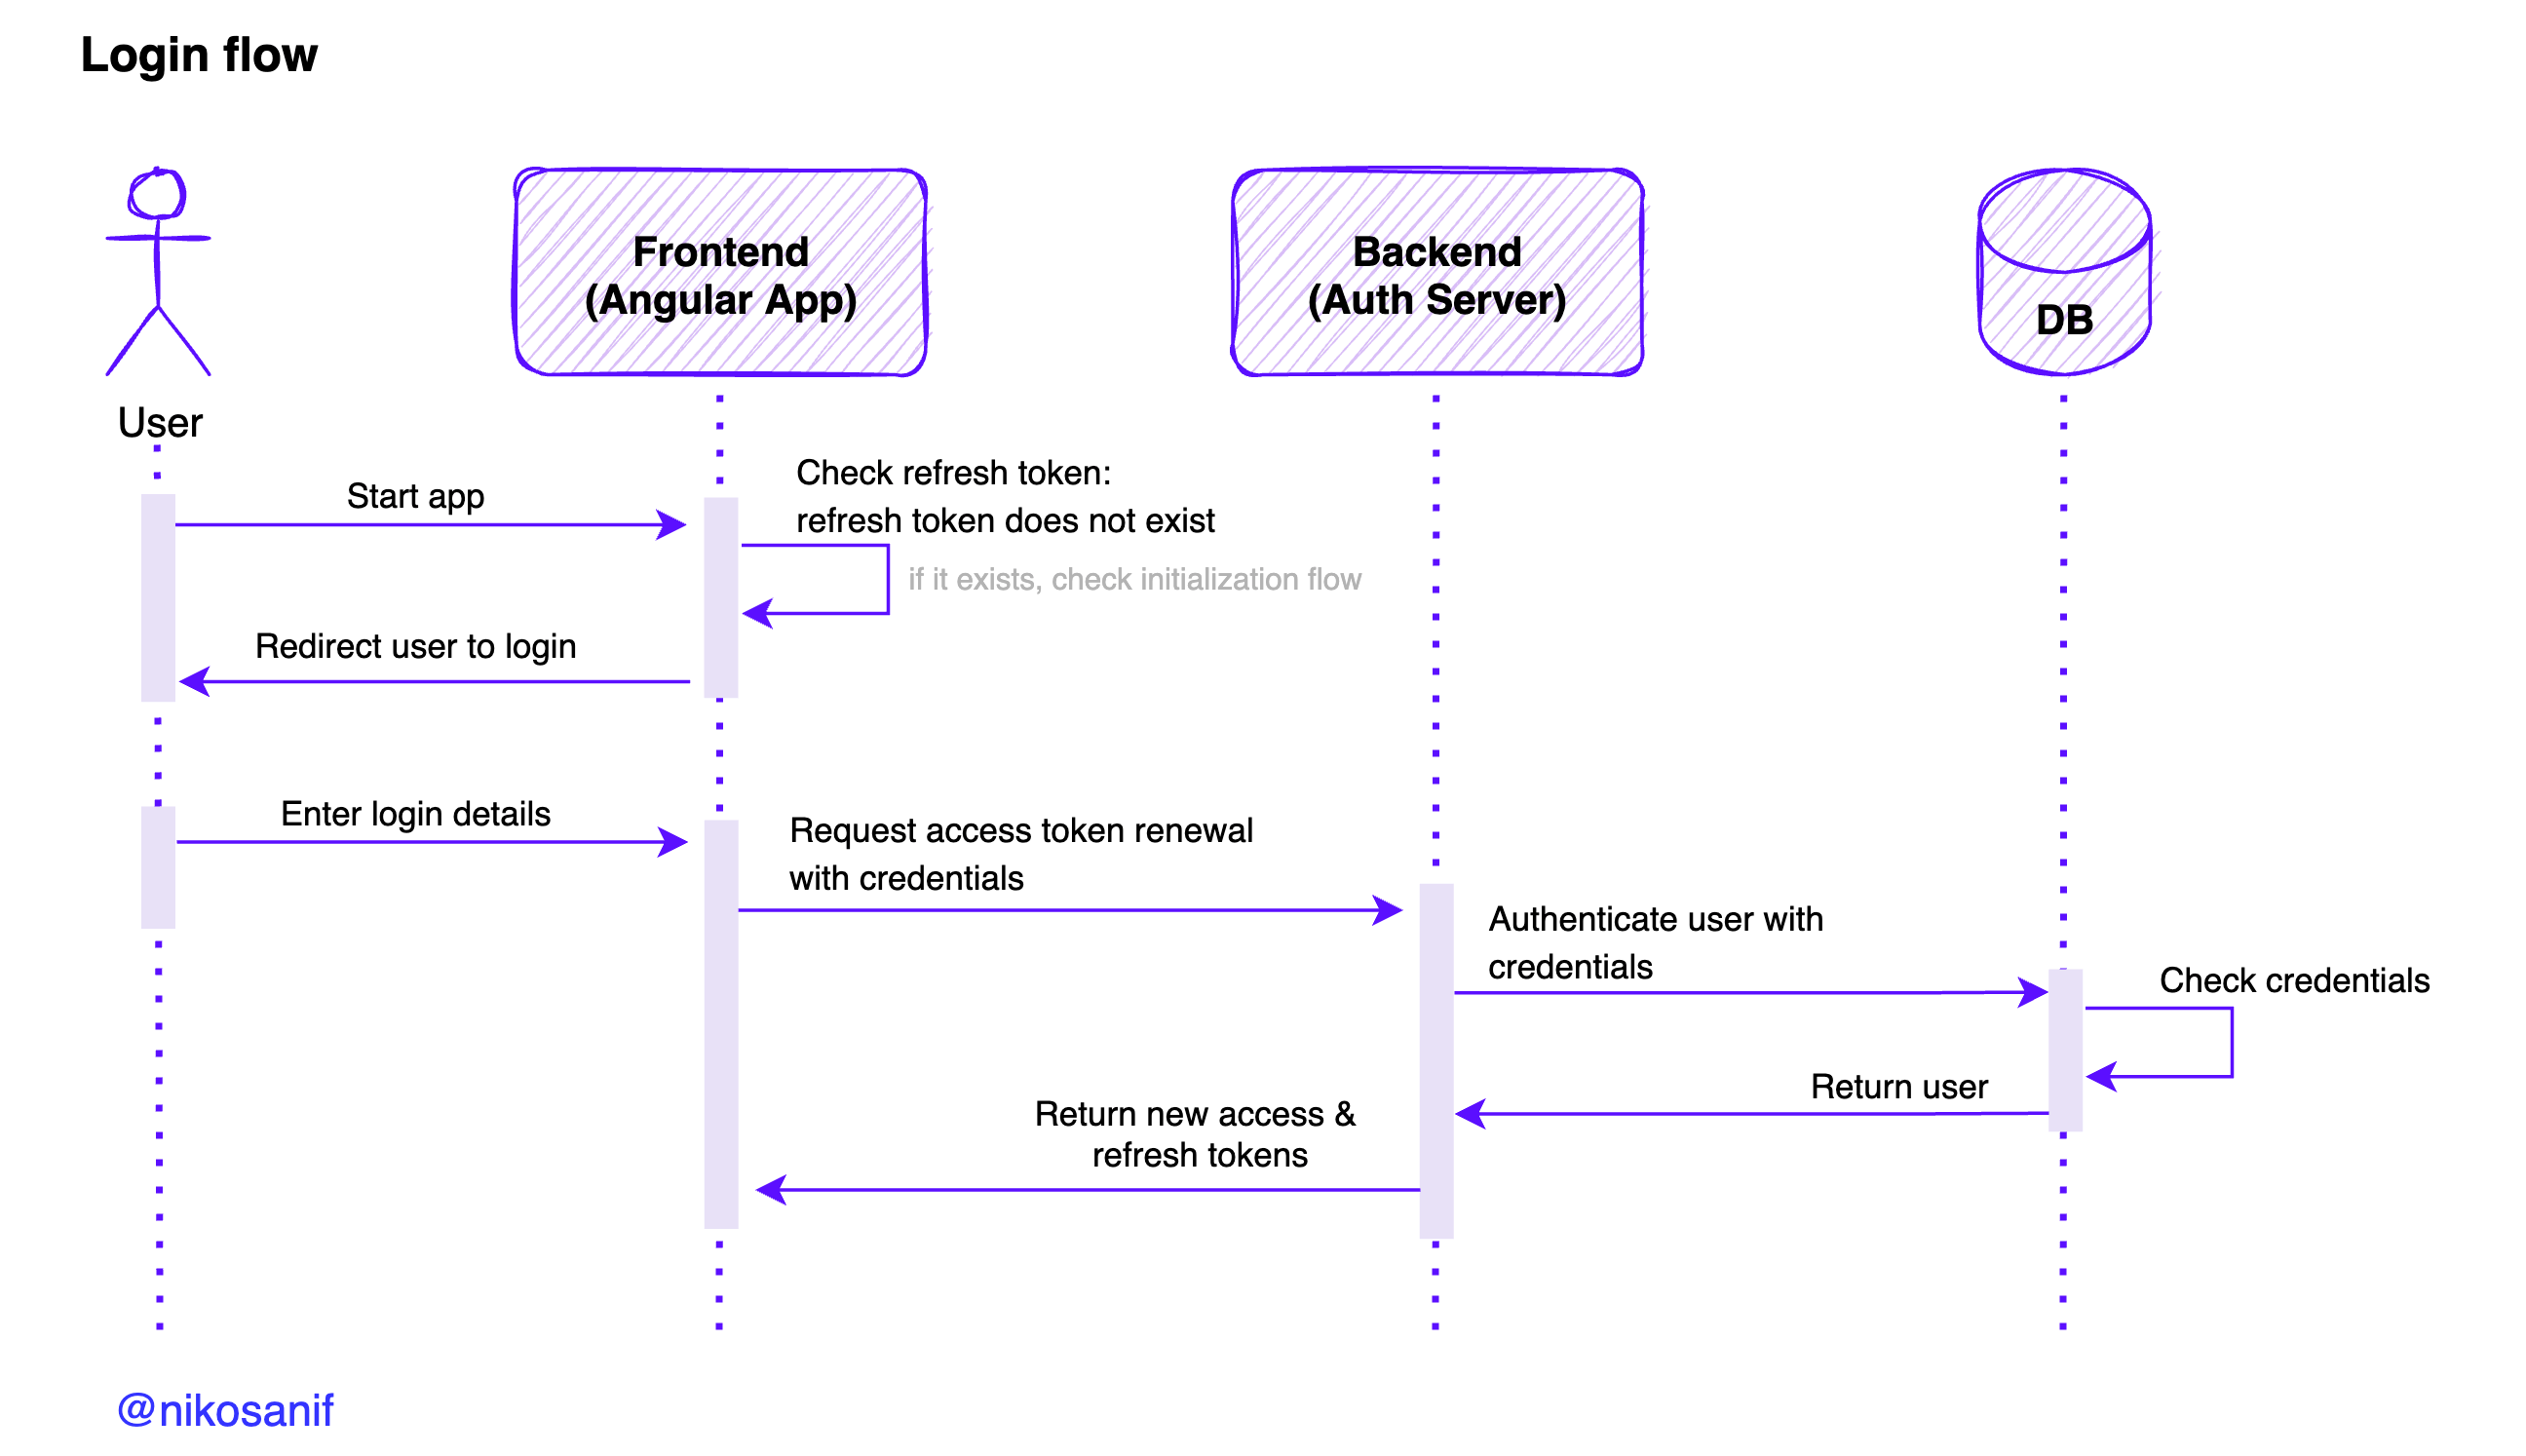 Login flow
Frontend
(Angular App)
Backend
(Auth Server)
DB
User
Start app
Check refresh token:
refresh token does not exist
if it exists, check initialization flow
Redirect user to login
Enter login details
Request access token renewal
with credentials
Authenticate user with
credentials
Check credentials
Return user
Return new access &
refresh tokens
@nikosanif